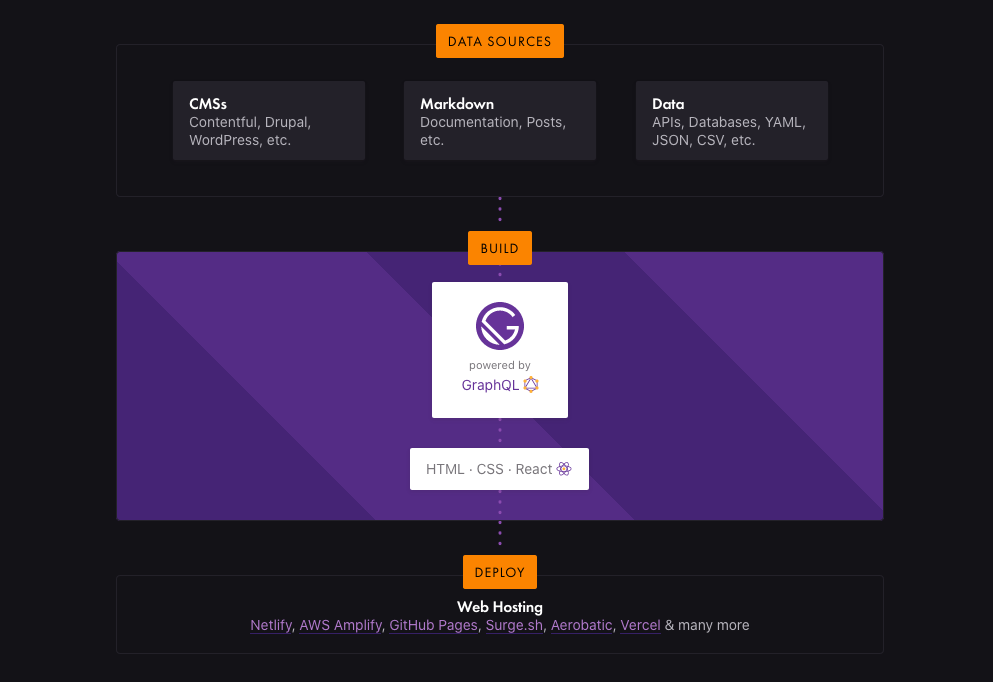 DATA SOURCES
CMSs
Contentful, Drupal,
WordPress, etc.
Markdown
Documentation, Posts,
etc.
Data
APIs, Databases, YAML,
JSON, CSV, etc.
BUILD
powered by
GraphQL
HTML · CSS · React
DEPLOY
Web Hosting
Netlify, AWS Amplify, GitHub Pages, Surge.sh, Aerobatic, Vercel & many more